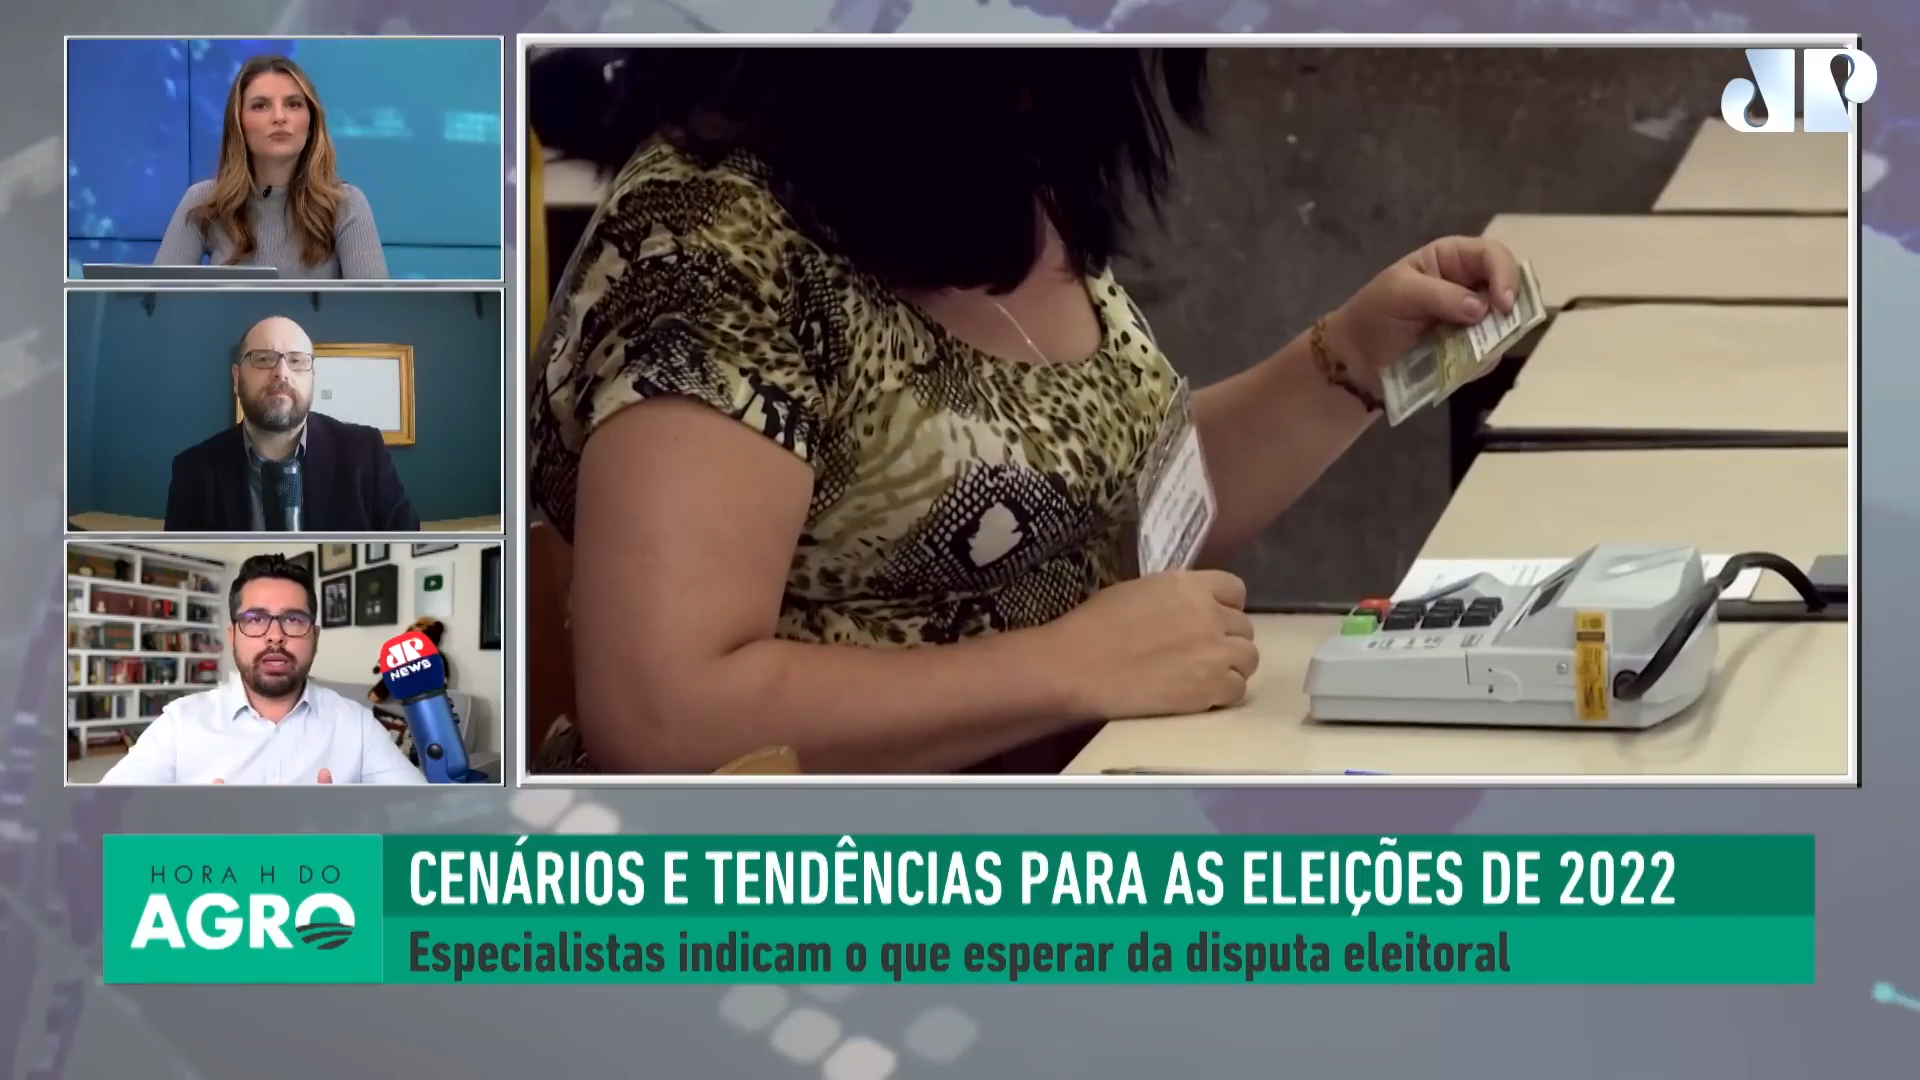 JP
JP
NEWS
HORA H DO
AGRO
CENÁRIOS E TENDÊNCIAS PARA AS ELEIÇÕES DE 2022
Especialistas indicam o que esperar da disputa eleitoral